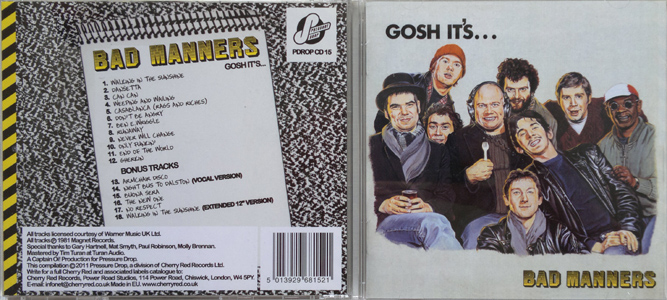 BAD MANNERS
GOSH IT'S...
1. WALKING IN THE SUNSHINE
2. DANSETTA
3. CAN CAN
4. WEEPING AND WAILING
5. CASABLANCA (RAGS AND RICHES)
6. DON'T BE ANGRY
7. BEN E. WRIGGLE
8. RUNAWAY
9. NEVER WILL CHANGE
10. ONLY FUNKIN'
11. END OF THE WORLD
12. GHERKIN
BONUS TRACKS
13. ARMCHAIR DISCO
14. NIGHT BUS TO DALSTON (VOCAL VERSION)
15. BUONA SERA
16. THE NEW ONE
17. NO RESPECT
18. WALKING IN THE SUNSHINE (EXTENDED 12" VERSION)
PDROP CD 15
All tracks licensed courtesy of Warner Music UK Ltd.
All tracks ℗ 1981 Magnet Records.
Special thanks to Gary Hartnell, Mat Smyth, Paul Robinson, Molly Brennan.
Mastered by Tim Turan at Turan Audio.
A Captain Oi! Production for Pressure Drop.
This compilation © 2011 Pressure Drop, a division of Cherry Red Records Ltd.
Write for a full Cherry Red and associated labels catalogue to:
Cherry Red Records, Power Road Studios, 114 Power Road, Chiswick, London, W4 5PY.
E-mail: infonet@cherryred.co.uk Made in EU. www.cherryred.co.uk
5 013929 681521
GOSH IT'S...
BAD MANNERS